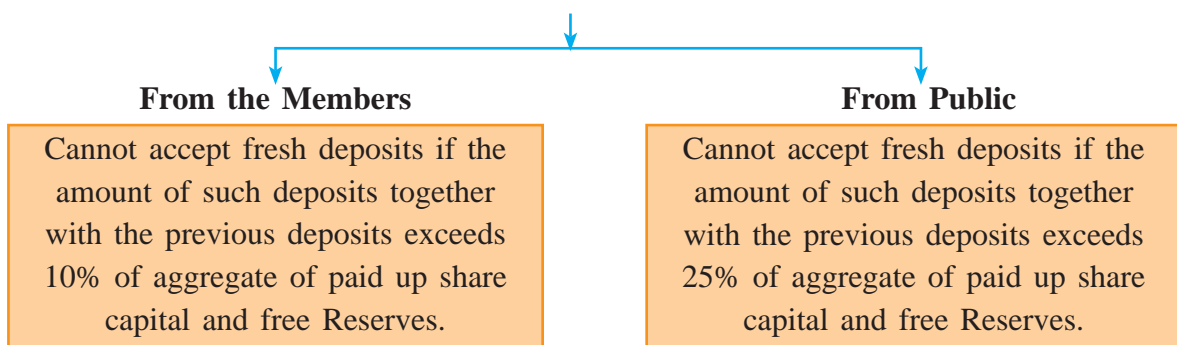 From the Members
Cannot accept fresh deposits if the
amount of such deposits together
with the previous deposits exceeds
10% of aggregate of paid up share
capital and free Reserves.
From Public
Cannot accept fresh deposits if the
amount of such deposits together
with the previous deposits exceeds
25% of aggregate of paid up share
capital and free Reserves.